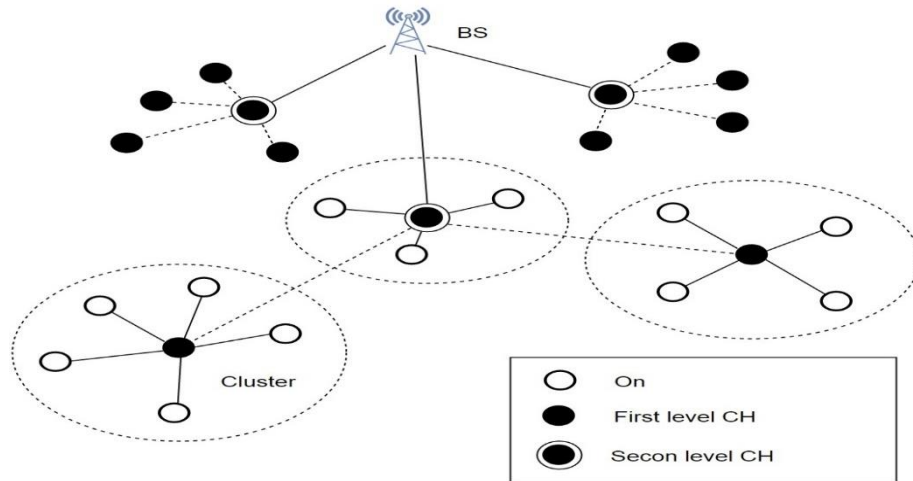 BS
Cluster
On
First level CH
Secon level CH